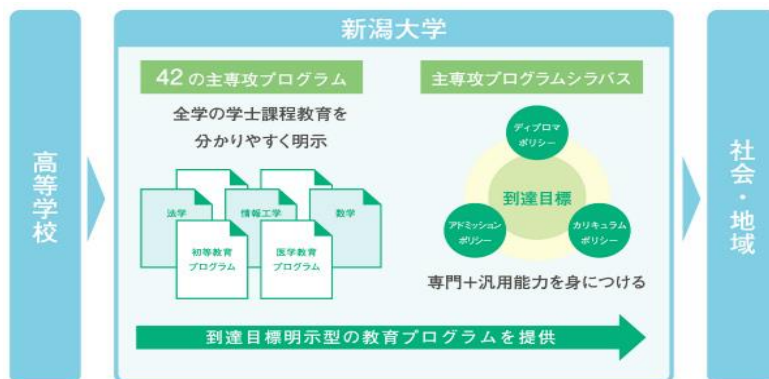 新潟大学
高等学校
42の主専攻プログラム
全学の学士課程教育を
分かりやすく明示
法学
情報工学
数学
初等教育
プログラム
医学教育
プログラム
主専攻プログラムシラバス
ディプロマ
ポリシー
到達目標
アドミッション
ポリシー
カリキュラム
ポリシー
専門+汎用能力を身につける
到達目標明示型の教育プログラムを提供
社会・地域